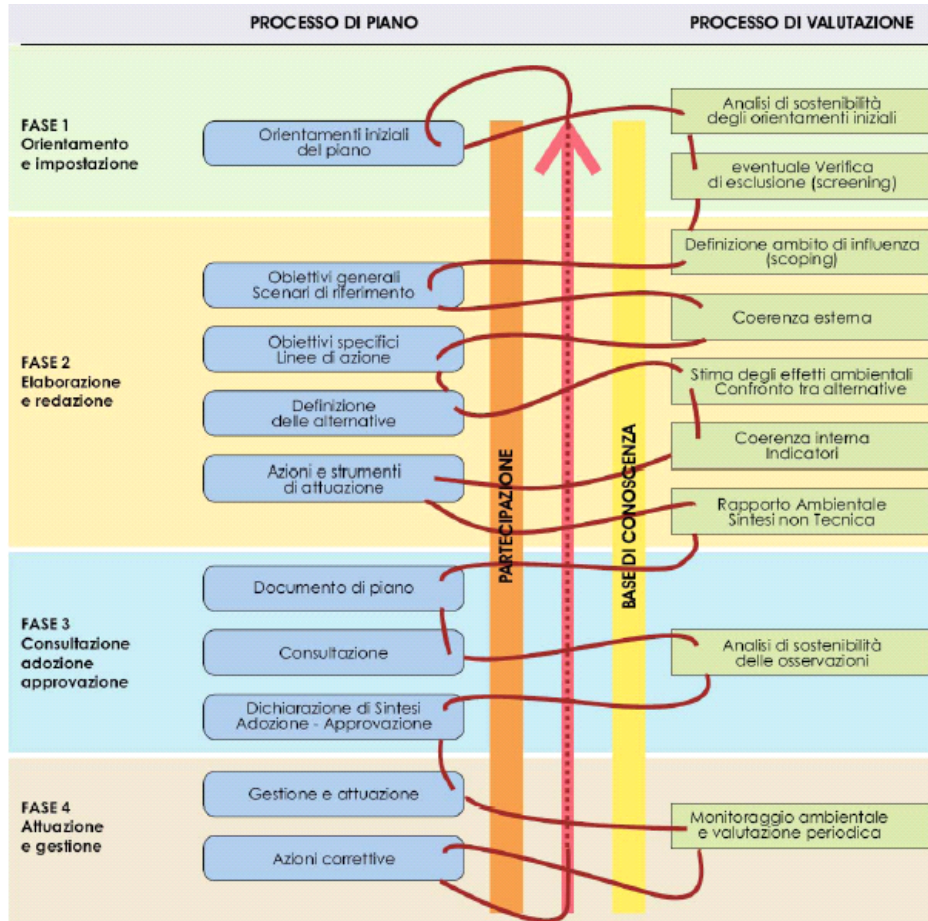 PROCESSO DI PIANO
PROCESSO DI VALUTAZIONE
FASE 1
Orientamento
e impostazione
Orientamenti iniziali
del piano
Analisi di sostenibilità
degli orientamenti iniziali
eventuale Verifica
di esclusione (screening)
FASE 2
Elaborazione
e redazione
Obiettivi generali
Scenari di riferimento
Obiettivi specifici
Linee di azione
Definizione
delle alternative
Azioni e strumenti
di attuazione
Definizione ambito di influenza
(scoping)
Coerenza esterna
Stima degli effetti ambientali
Confronto tra alternative
Coerenza interna
Indicatori
Rapporto Ambientale
Sintesi non Tecnica
PARTECIPAZIONE
BASE DI CONOSCENZA
FASE 3
Consultazione
adozione
approvazione
Documento di piano
Consultazione
Dichiarazione di Sintesi
Adozione - Approvazione
Analisi di sostenibilità
delle osservazioni
FASE 4
Attuazione
e gestione
Gestione e attuazione
Azioni correttive
Monitoraggio ambientale
e valutazione periodica